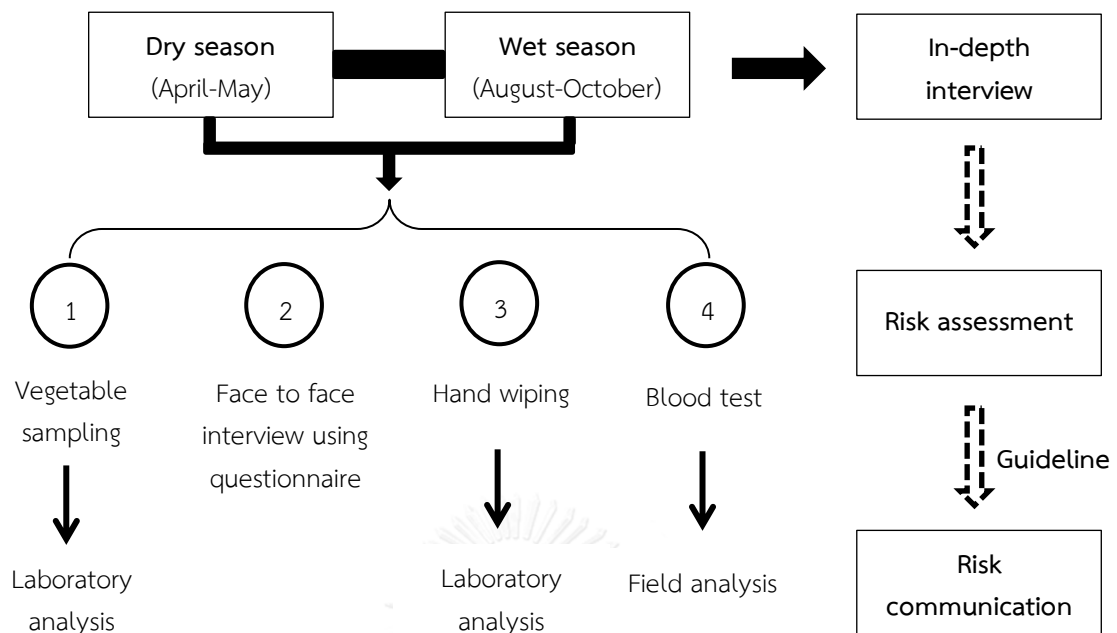 Dry season
(April-May)
Wet season
(August-October)
In-depth
interview
1
2
3
4
Risk assessment
Vegetable
sampling
Face to face
interview using
questionnaire
Hand wiping
Blood test
Guideline
Laboratory
analysis
Laboratory
analysis
Field analysis
Risk
communication